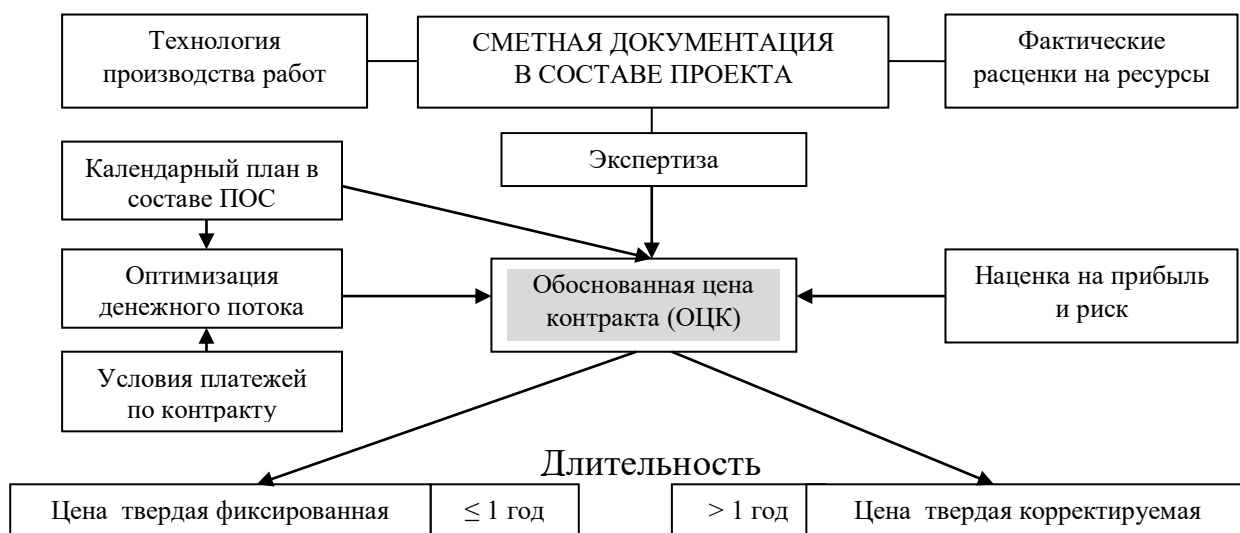 Технология
производства работ
СМЕТНАЯ ДОКУМЕНТАЦИЯ
В СОСТАВЕ ПРОЕКТА
Фактические
расценки на ресурсы
Экспертиза
Календарный план в
составе ПОС
Оптимизация
денежного потока
Обоснованная цена
контракта (ОЦК)
Наценка на прибыль
и риск
Условия платежей
по контракту
Длительность
Цена твердая фиксированная
≤ 1 год
> 1 год
Цена твердая корректируемая